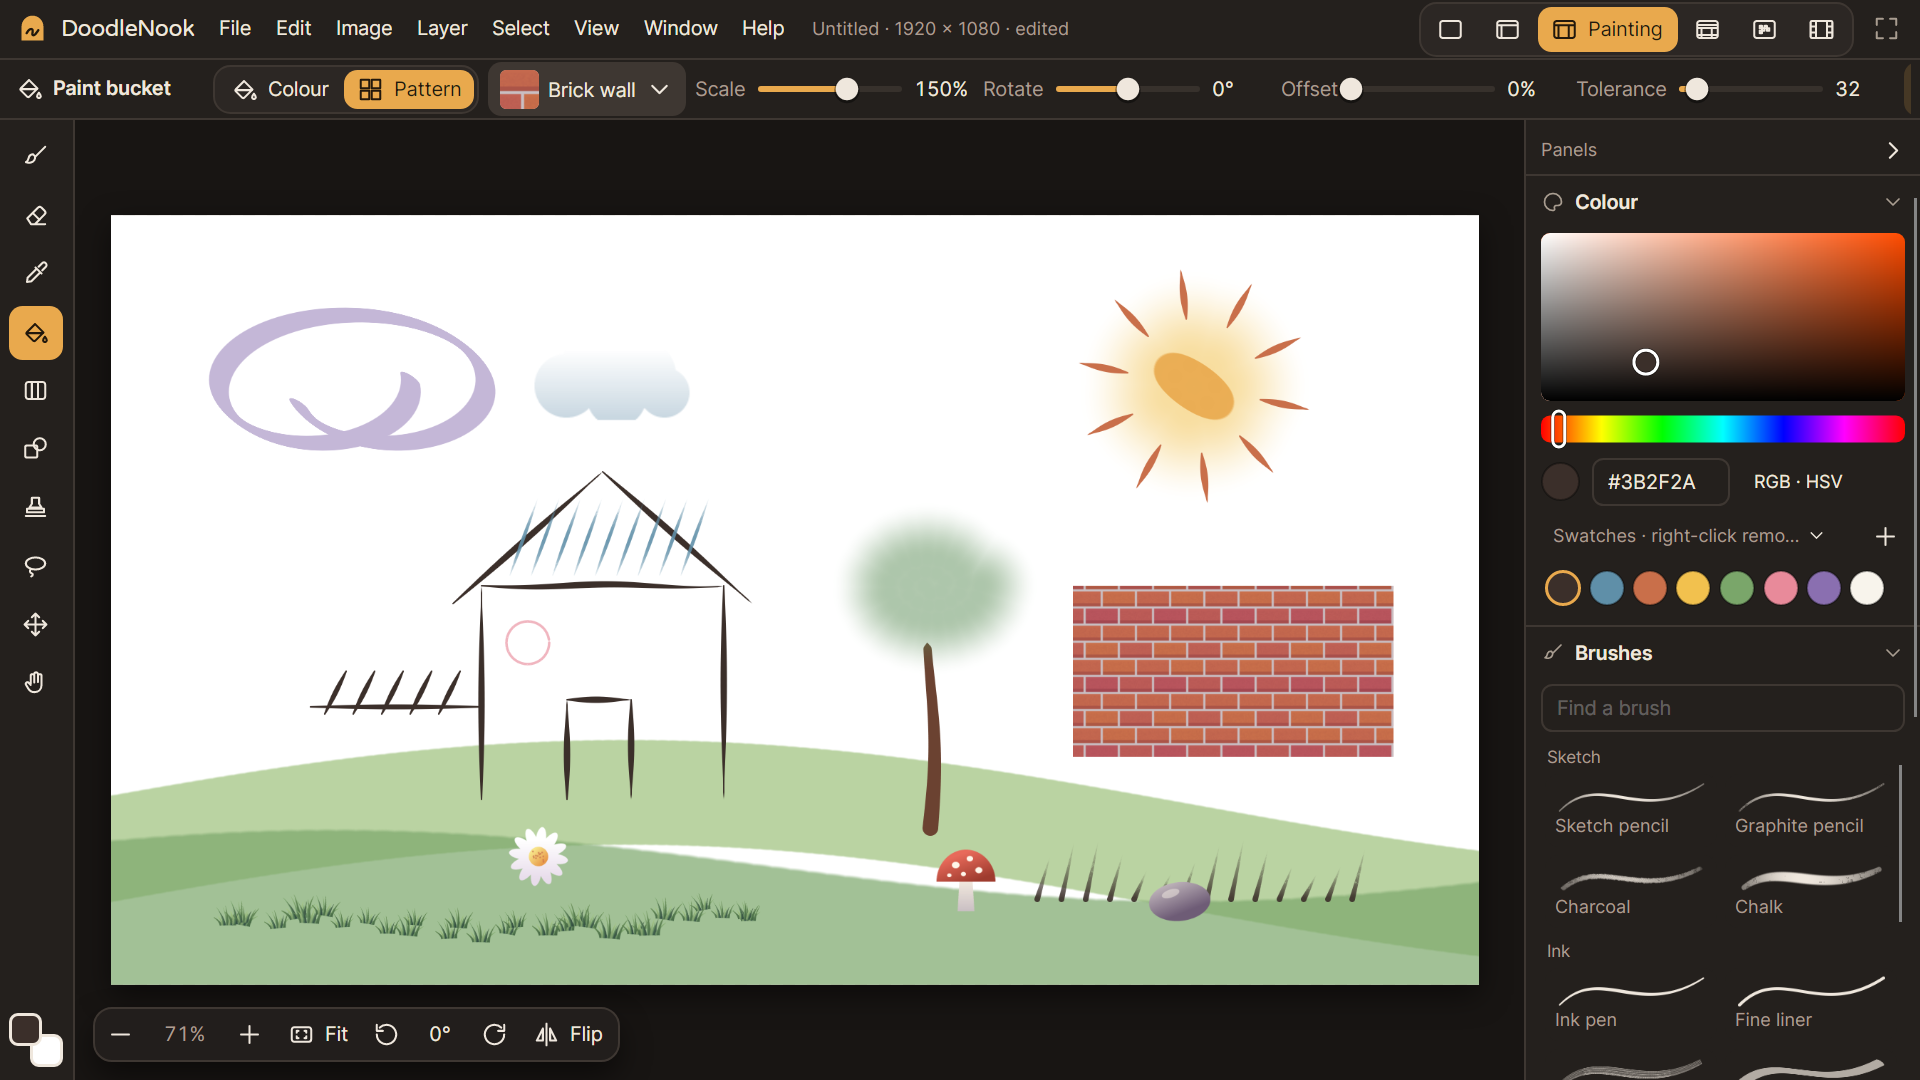 DoodleNook File Edit Image Layer Select View Window Help Untitled · 1920 × 1080 · edited Painting
Paint bucket Colour Pattern Brick wall Scale 150% Rotate 0° Offset 0% Tolerance 32
Panels
Colour
#3B2F2A RGB · HSV
Swatches · right-click remo...
Brushes
Find a brush
Sketch
Sketch pencil Graphite pencil
Charcoal Chalk
Ink
Ink pen Fine liner
71% Fit 0° Flip